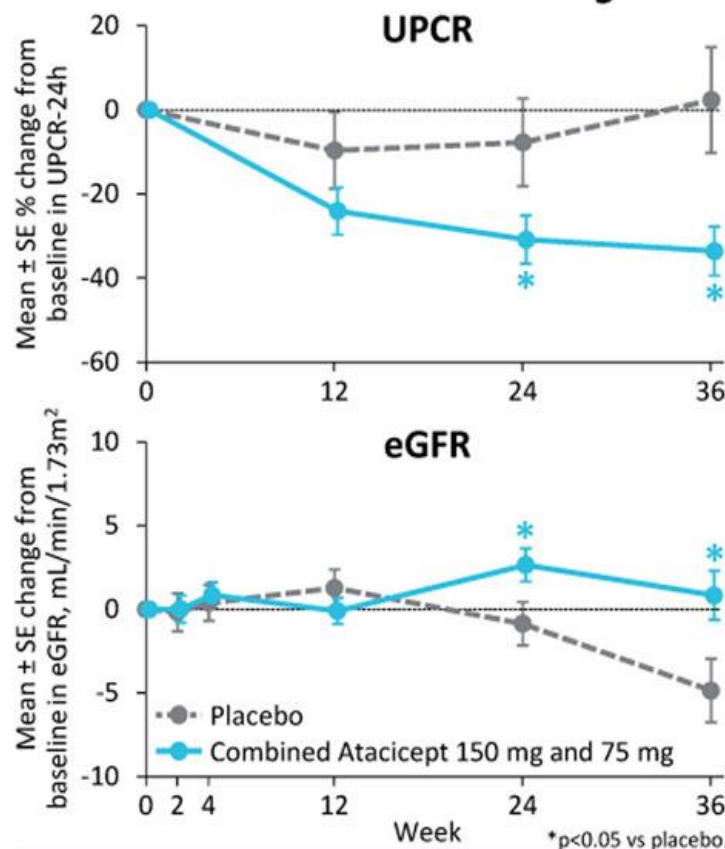 UPCR
Mean ± SE % change from
baseline in UPCR-24h
20
0
-20
-40
-60
*
*
0
12
24
36
eGFR
Mean ± SE change from
baseline in eGFR, mL/min/1.73m²
10
5
0
-5
-10
*
*
Placebo
Combined Atacicept 150 mg and 75 mg
0 2 4 12 24 36
Week
*p<0.05 vs placebo